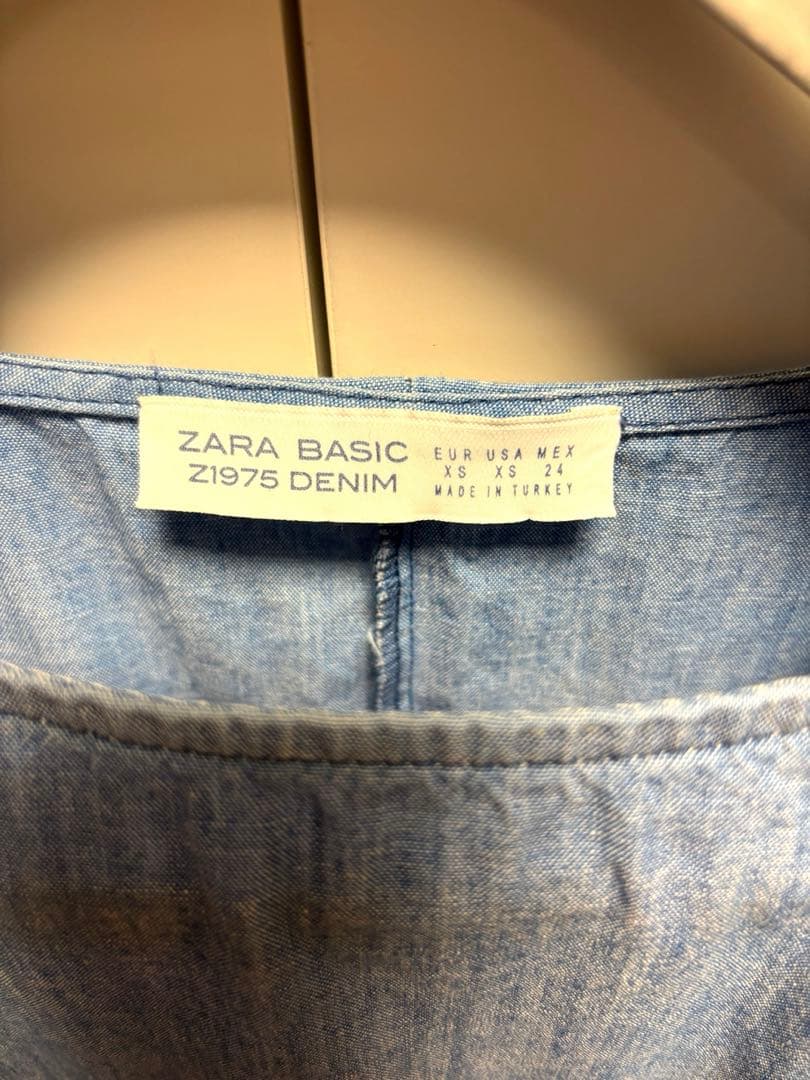 ZARA BASIC
Z1975 DENIM
EUR USA MEX
XS XS 24
MADE IN TURKEY